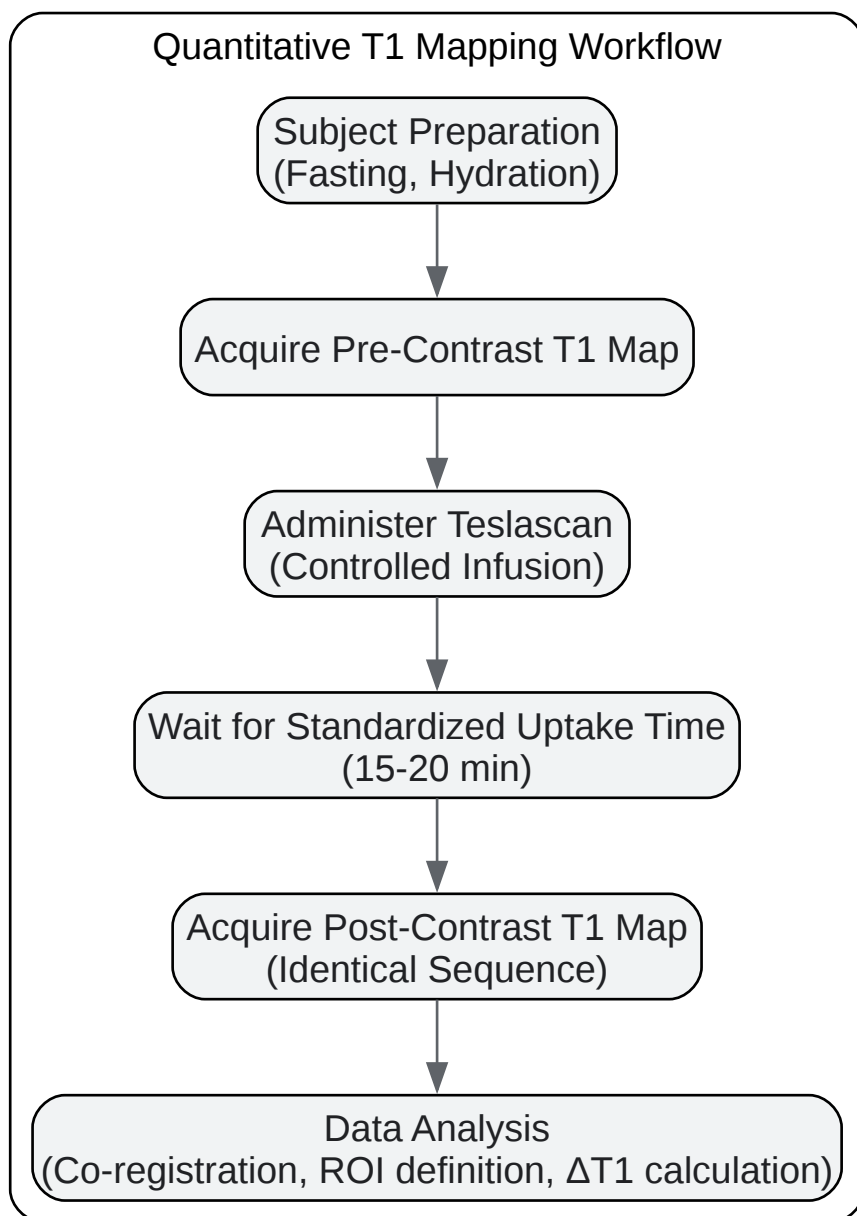 Quantitative T1 Mapping Workflow
Subject Preparation
(Fasting, Hydration)
Acquire Pre-Contrast T1 Map
Administer Teslascan
(Controlled Infusion)
Wait for Standardized Uptake Time
(15-20 min)
Acquire Post-Contrast T1 Map
(Identical Sequence)
Data Analysis
(Co-registration, ROI definition, ΔT1 calculation)